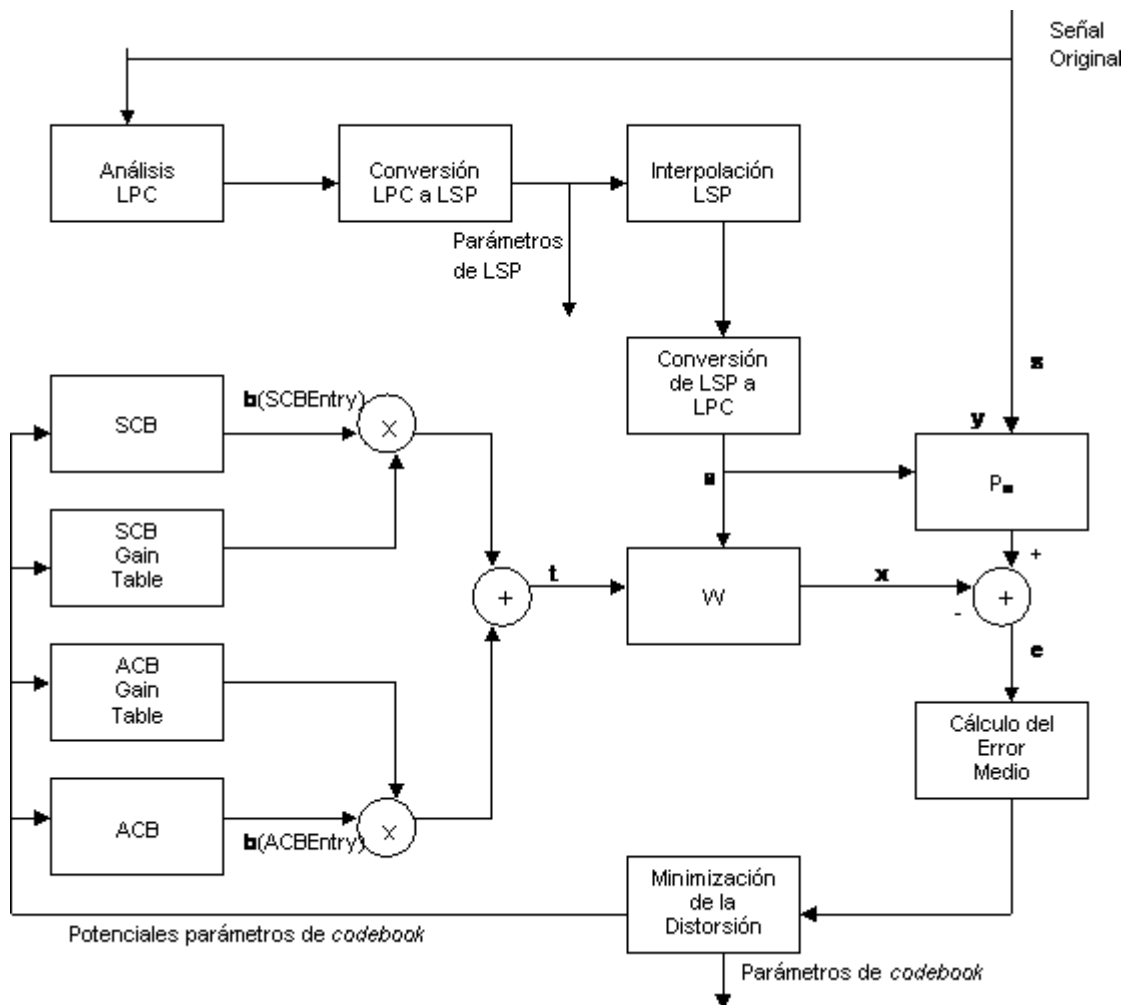 Señal
Original
Análisis
LPC
Conversión
LPC a LSP
Interpolación
LSP
Parámetros
de LSP
Conversión
de LSP a
LPC
s
y
SCB
b(SCBEntry)
X
a
P
SCB
Gain
Table
+
+
t
W
x
+
-
e
ACB
Gain
Table
Cálculo del
Error
Medio
ACB
b(ACBEntry)
X
Minimización
de la
Distorsión
Potenciales parámetros de codebook
Parámetros de codebook